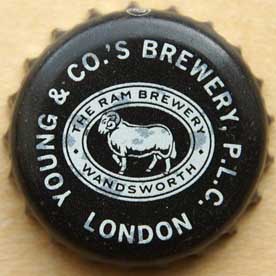 YOUNG & CO.'S BREWERY, P.L.C.
LONDON
THE RAM BREWERY
· WANDSWORTH ·